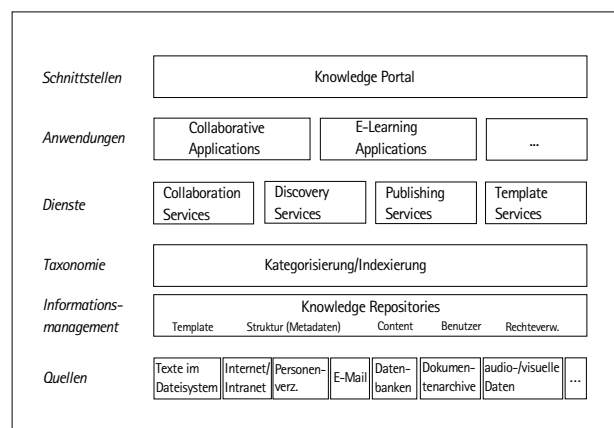 Schnittstellen
Knowledge Portal
Anwendungen
Collaborative
Applications
E-Learning
Applications
...
Dienste
Collaboration
Services
Discovery
Services
Publishing
Services
Template
Services
Taxonomie
Kategorisierung/Indexierung
Informations-
management
Knowledge Repositories
Template Struktur (Metadaten) Content Benutzer Rechteverw.
Quellen
Texte im
Dateisystem
Internet/
Intranet
Personen-
verz.
E-Mail
Daten-
banken
Dokumen-
tenarchive
audio-/visuelle
Daten
...